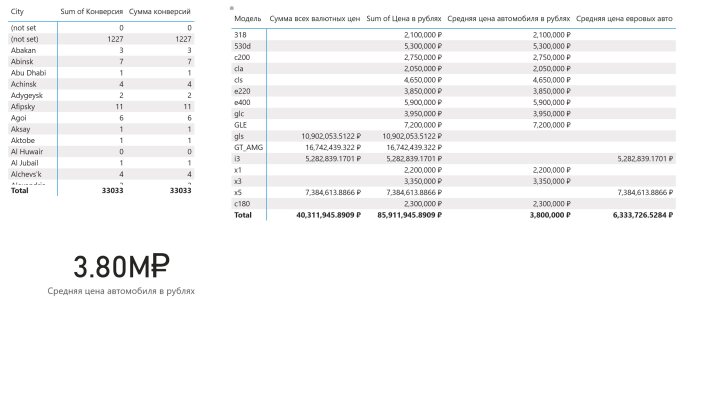 City Sum of Конверсия Сумма конверсий
(not set 0 0
(not set) 1227 1227
Abakan 3 3
Abinsk 7 7
Abu Dhabi 1 1
Achinsk 4 4
Adygeysk 2 2
Afipsky 11 11
Agoi 6 6
Aksay 1 1
Aktobe 1 1
Al Huwair 0 0
Al Jubail 1 1
Alchevs'k 4 4
Total 33033 33033
Модель Сумма всех валютных цен Sum of Цена в рублях Средняя цена автомобиля в рублях Средняя цена евровых авто
318 2,100,000 ₽ 2,100,000 ₽
530d 5,300,000 ₽ 5,300,000 ₽
c200 2,750,000 ₽ 2,750,000 ₽
cla 2,050,000 ₽ 2,050,000 ₽
cls 4,650,000 ₽ 4,650,000 ₽
e220 3,850,000 ₽ 3,850,000 ₽
e400 5,900,000 ₽ 5,900,000 ₽
glc 3,950,000 ₽ 3,950,000 ₽
GLE 7,200,000 ₽ 7,200,000 ₽
gls 10,902,053.5122 ₽ 10,902,053.5122 ₽
GT_AMG 16,742,439.322 ₽ 16,742,439.322 ₽
i3 5,282,839.1701 ₽ 5,282,839.1701 ₽ 5,282,839.1701 ₽
x1 2,200,000 ₽ 2,200,000 ₽
x3 3,350,000 ₽ 3,350,000 ₽
x5 7,384,613.8866 ₽ 7,384,613.8866 ₽ 7,384,613.8866 ₽
c180 2,300,000 ₽ 2,300,000 ₽
Total 40,311,945.8909 ₽ 85,911,945.8909 ₽ 3,800,000 ₽ 6,333,726.5284 ₽
3.80M₽
Средняя цена автомобиля в рублях